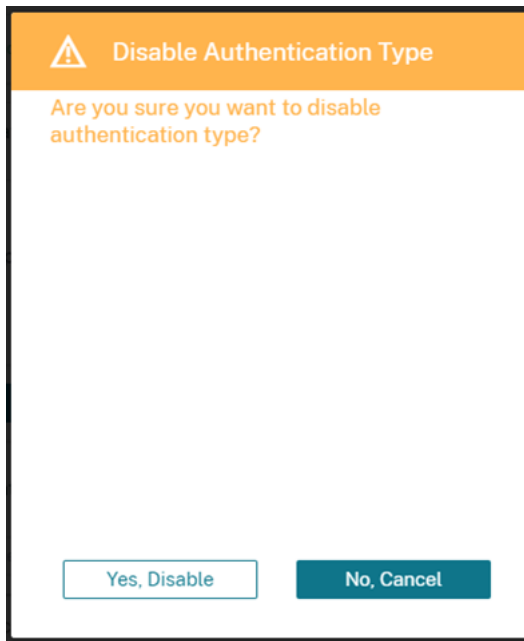 Disable Authentication Type
Are you sure you want to disable
authentication type?
Yes, Disable
No, Cancel